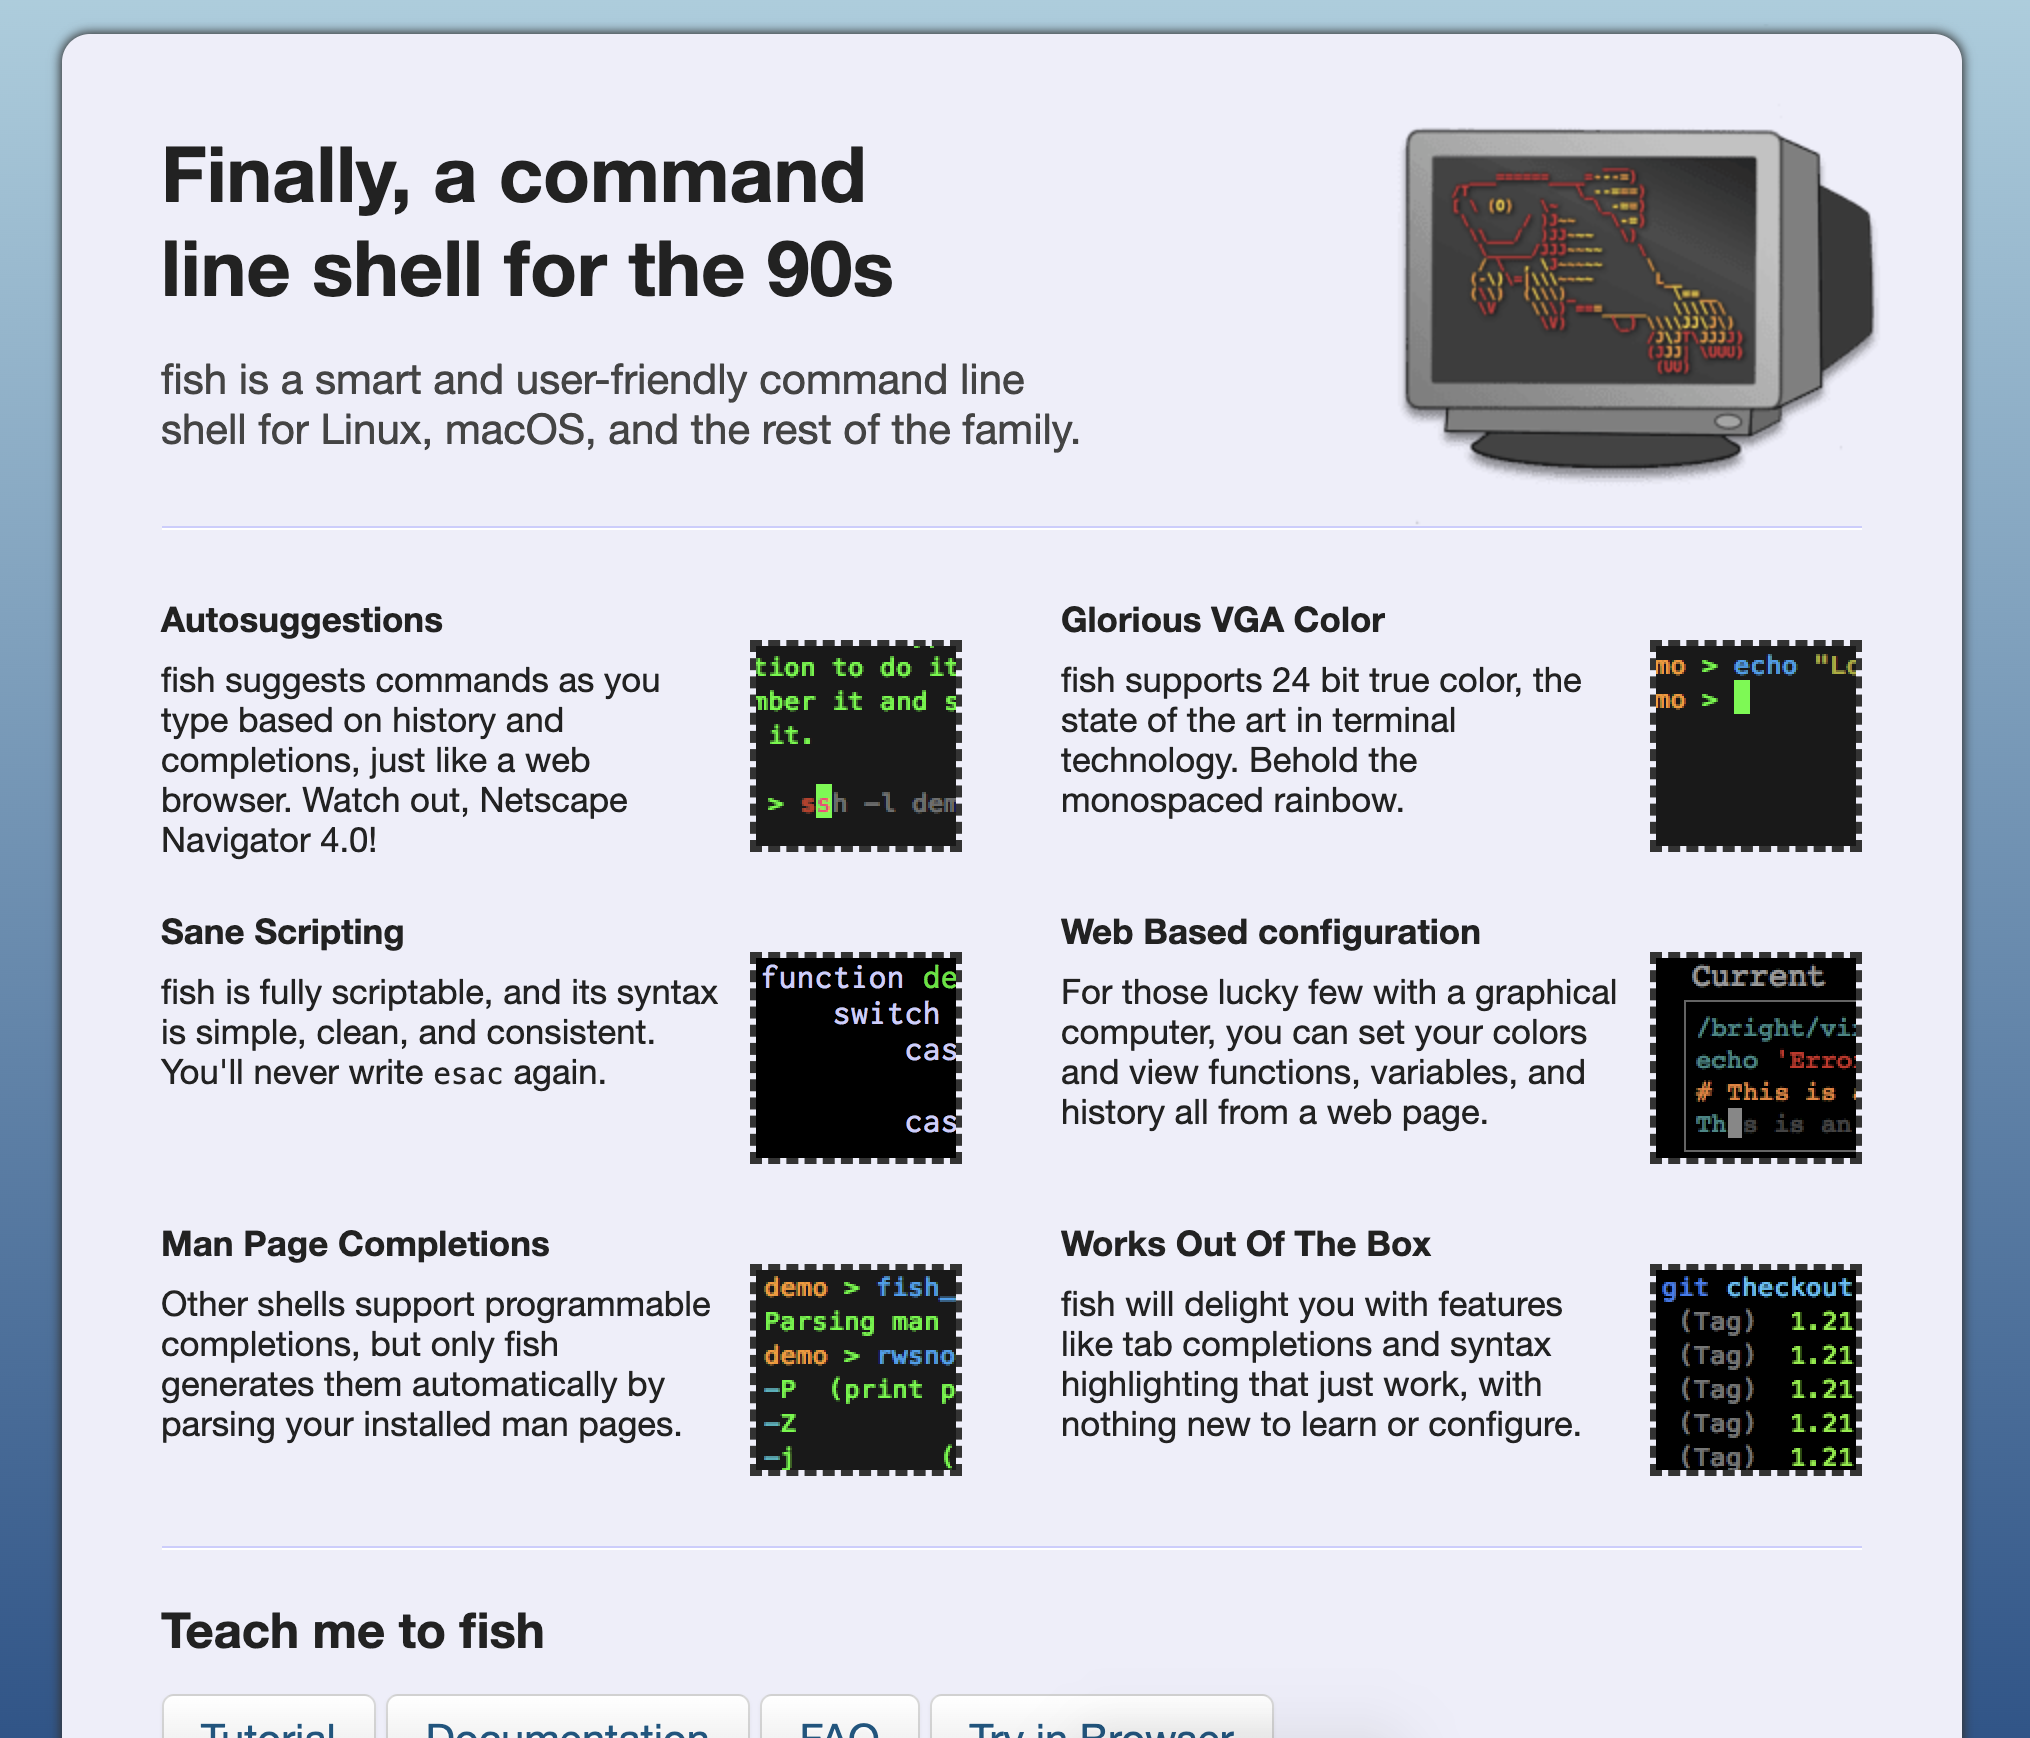 Finally, a command
line shell for the 90s
fish is a smart and user-friendly command line
shell for Linux, macOS, and the rest of the family.
Autosuggestions
fish suggests commands as you
type based on history and
completions, just like a web
browser. Watch out, Netscape
Navigator 4.0!
tion to do it
mber it and s
it.
> ssh -l dem
Glorious VGA Color
fish supports 24 bit true color, the
state of the art in terminal
technology. Behold the
monospaced rainbow.
mo > echo "Lo
mo >
Sane Scripting
fish is fully scriptable, and its syntax
is simple, clean, and consistent.
You'll never write esac again.
function de
switch
cas
cas
Web Based configuration
For those lucky few with a graphical
computer, you can set your colors
and view functions, variables, and
history all from a web page.
Current
/bright/vi
echo 'Erro
# This is a
This is an
Man Page Completions
Other shells support programmable
completions, but only fish
generates them automatically by
parsing your installed man pages.
demo > fish_
Parsing man
demo > rwsno
-P (print p
-Z
-j (
Works Out Of The Box
fish will delight you with features
like tab completions and syntax
highlighting that just work, with
nothing new to learn or configure.
git checkout
(Tag) 1.21
(Tag) 1.21
(Tag) 1.21
(Tag) 1.21
(Tag) 1.21
Teach me to fish
Tutorial
Documentation
FAQ
Try in Browser